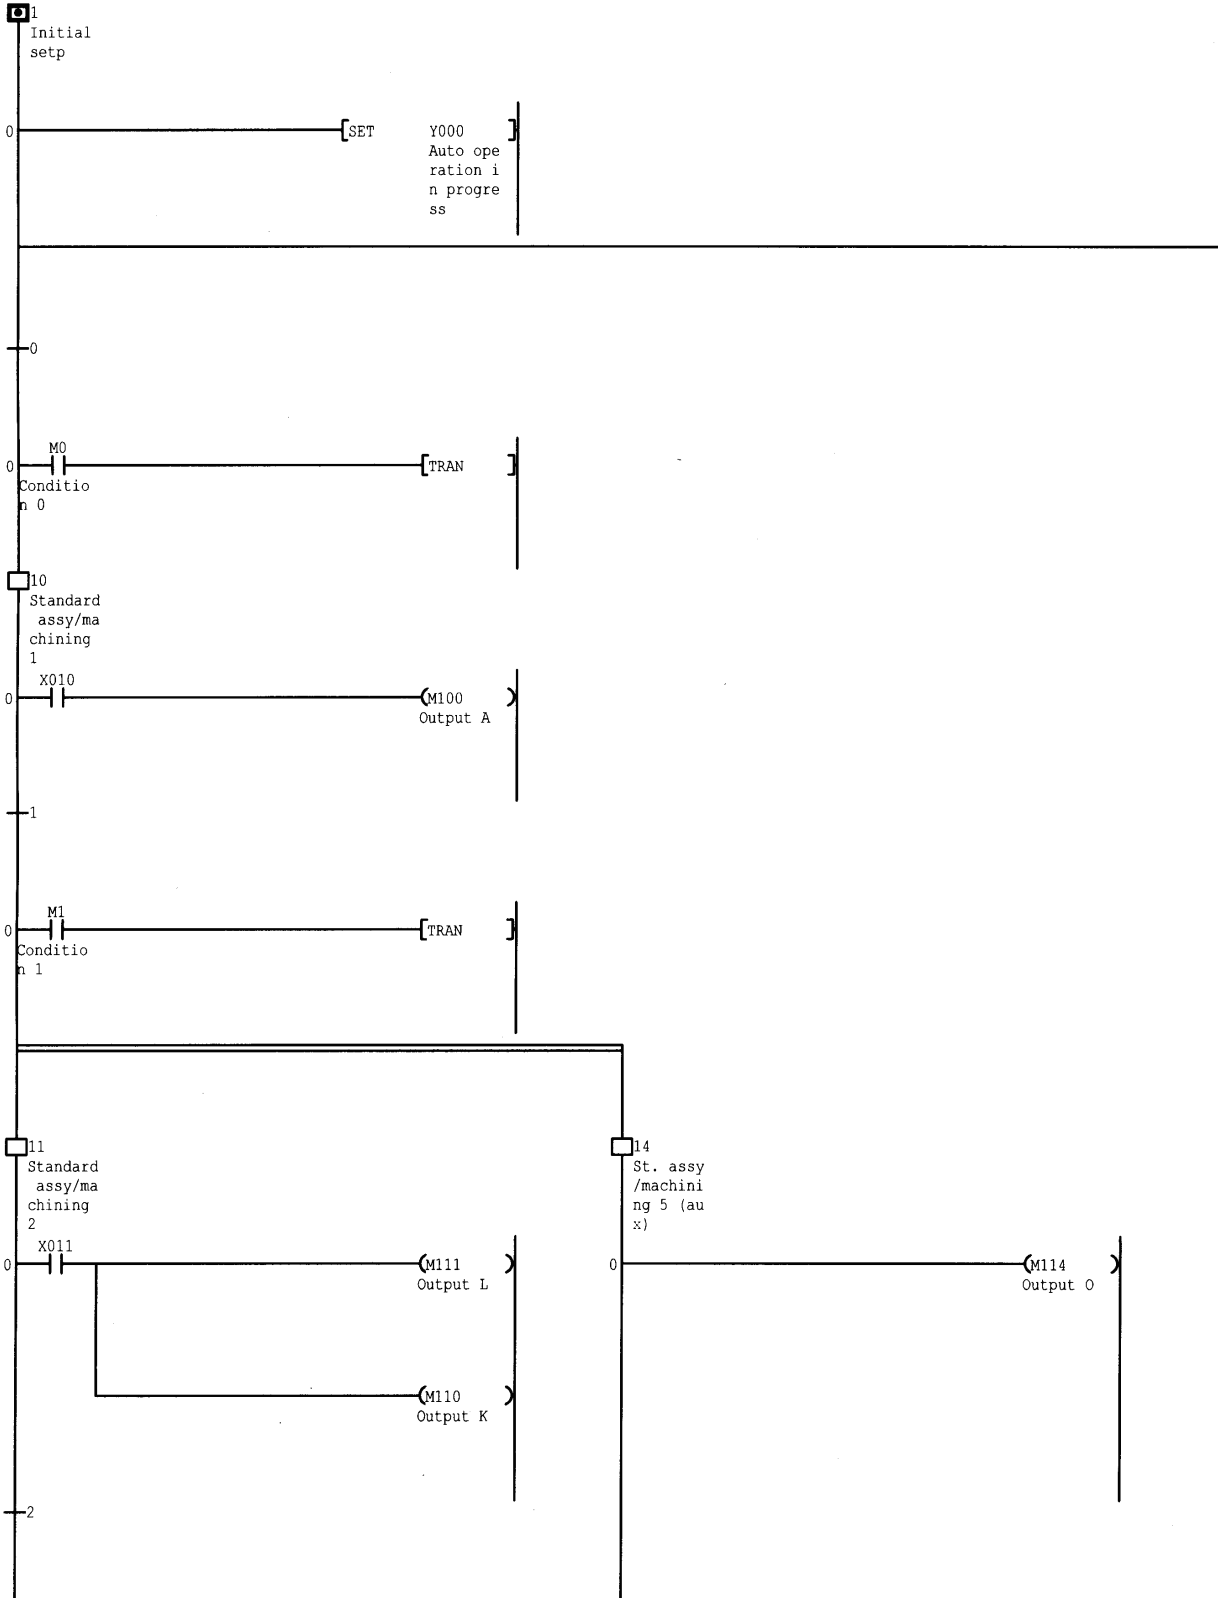 1
Initial
setp
0
SET Y000
Auto ope
ration i
n progre
ss
0
M0
0
TRAN
Conditio
n 0
10
Standard
assy/ma
chining
1
X010
0
M100
Output A
1
M1
0
TRAN
Conditio
n 1
11
Standard
assy/ma
chining
2
X011
0
M111
Output L
M110
Output K
2
14
St. assy
/machini
ng 5 (au
x)
0
M114
Output O